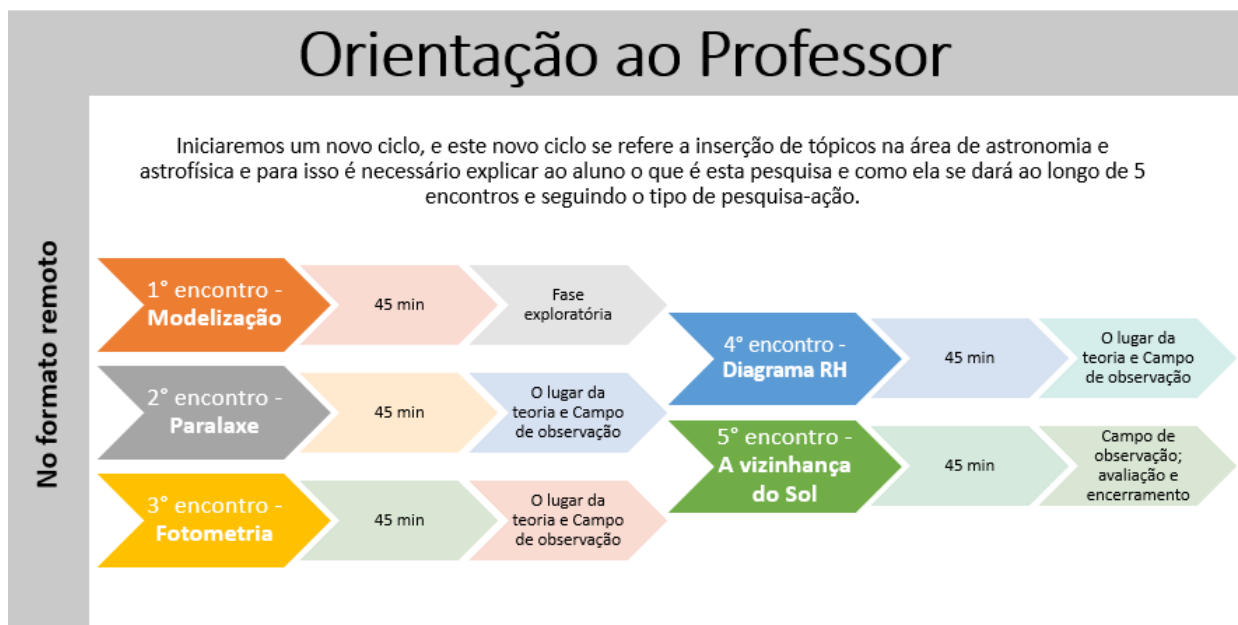 Orientação ao Professor
No formato remoto
Iniciaremos um novo ciclo, e este novo ciclo se refere a inserção de tópicos na área de astronomia e
astrofísica e para isso é necessário explicar ao aluno o que é esta pesquisa e como ela se dará ao longo de 5
encontros e seguindo o tipo de pesquisa-ação.
1° encontro -
Modelização
45 min
Fase
exploratória
2° encontro -
Paralaxe
45 min
O lugar da
teoria e Campo
de observação
3° encontro -
Fotometria
45 min
O lugar da
teoria e Campo
de observação
4° encontro -
Diagrama RH
45 min
O lugar da
teoria e Campo
de observação
5° encontro -
A vizinhança
do Sol
45 min
Campo de
observação;
avaliação e
encerramento